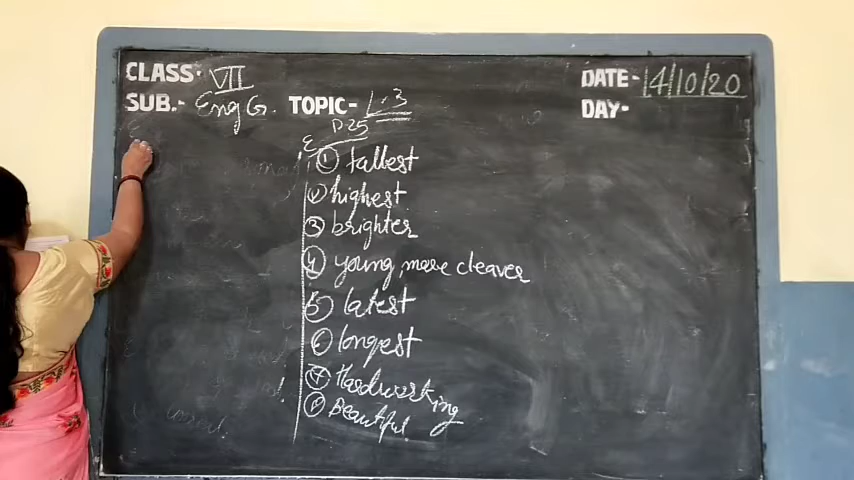 CLASS- VII
DATE- 14/10/20
SUB.- Eng G. TOPIC- L-3
DAY-
P-25
① tallest
② highest
③ brighter
④ young, more cleaver
⑤ latest
⑥ longest
⑦ Hardworking
⑧ Beautiful